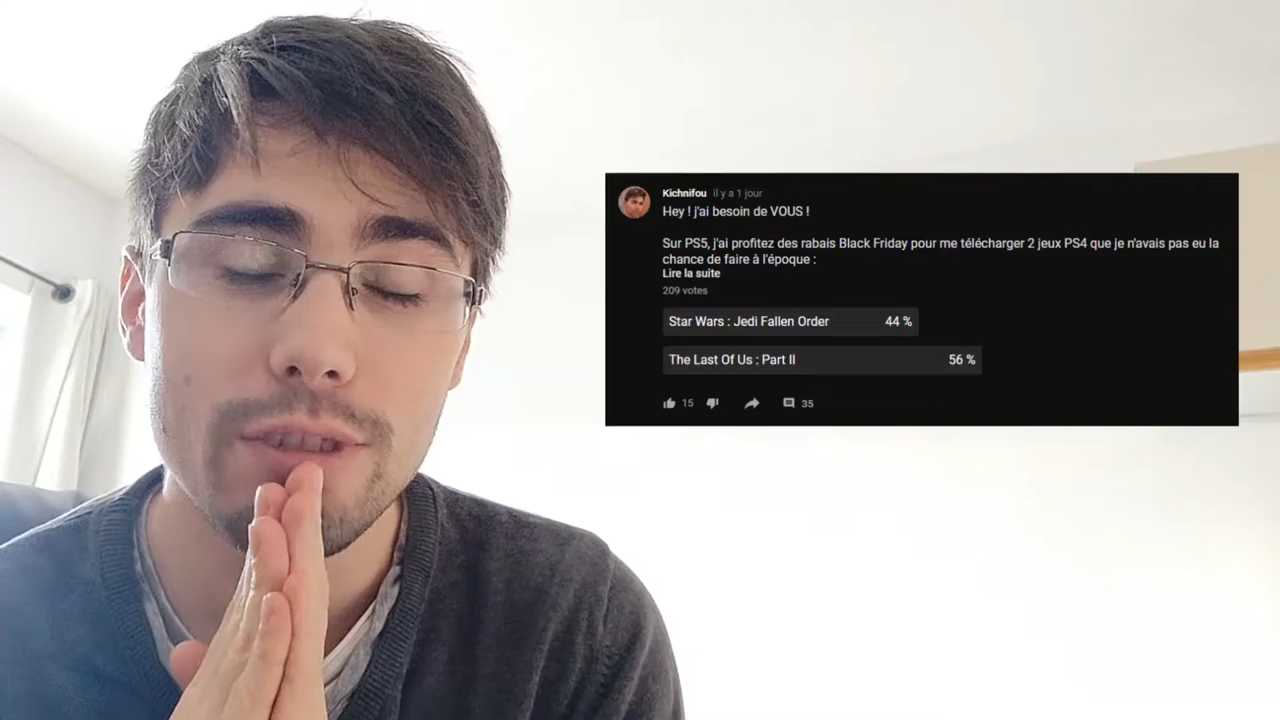 Kichnifou il y a 1 jour
Hey ! j'ai besoin de VOUS !
Sur PS5, j'ai profitez des rabais Black Friday pour me télécharger 2 jeux PS4 que je n'avais pas eu la
chance de faire à l'époque :
Lire la suite
209 votes
Star Wars : Jedi Fallen Order 44 %
The Last Of Us : Part II 56 %
15 35